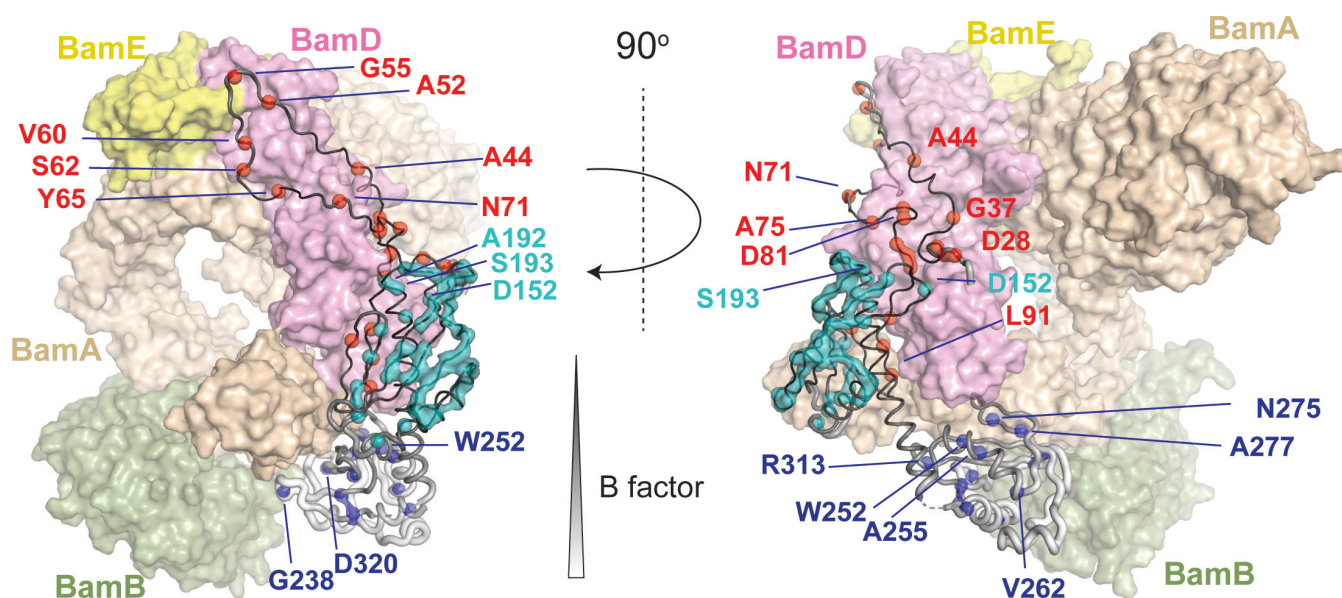 BamE
BamD
G55
A52
V60
S62
Y65
A44
N71
A192
S193
D152
BamA
W252
G238
D320
BamB
90°
B factor
BamD
BamE
BamA
A44
N71
G37
A75
D28
D81
S193
D152
L91
N275
A277
R313
W252
A255
V262
BamB